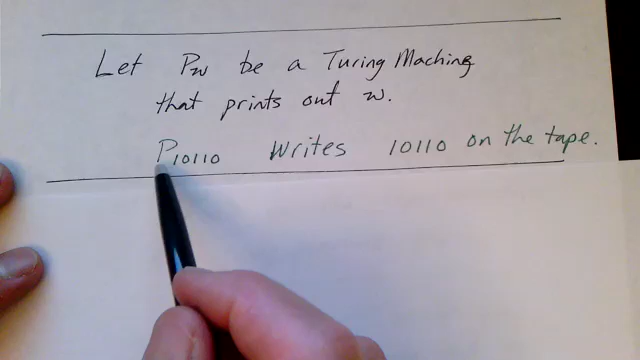 Let Pw be a Turing Machine
that prints out w.
P10110 Writes 10110 on the tape.